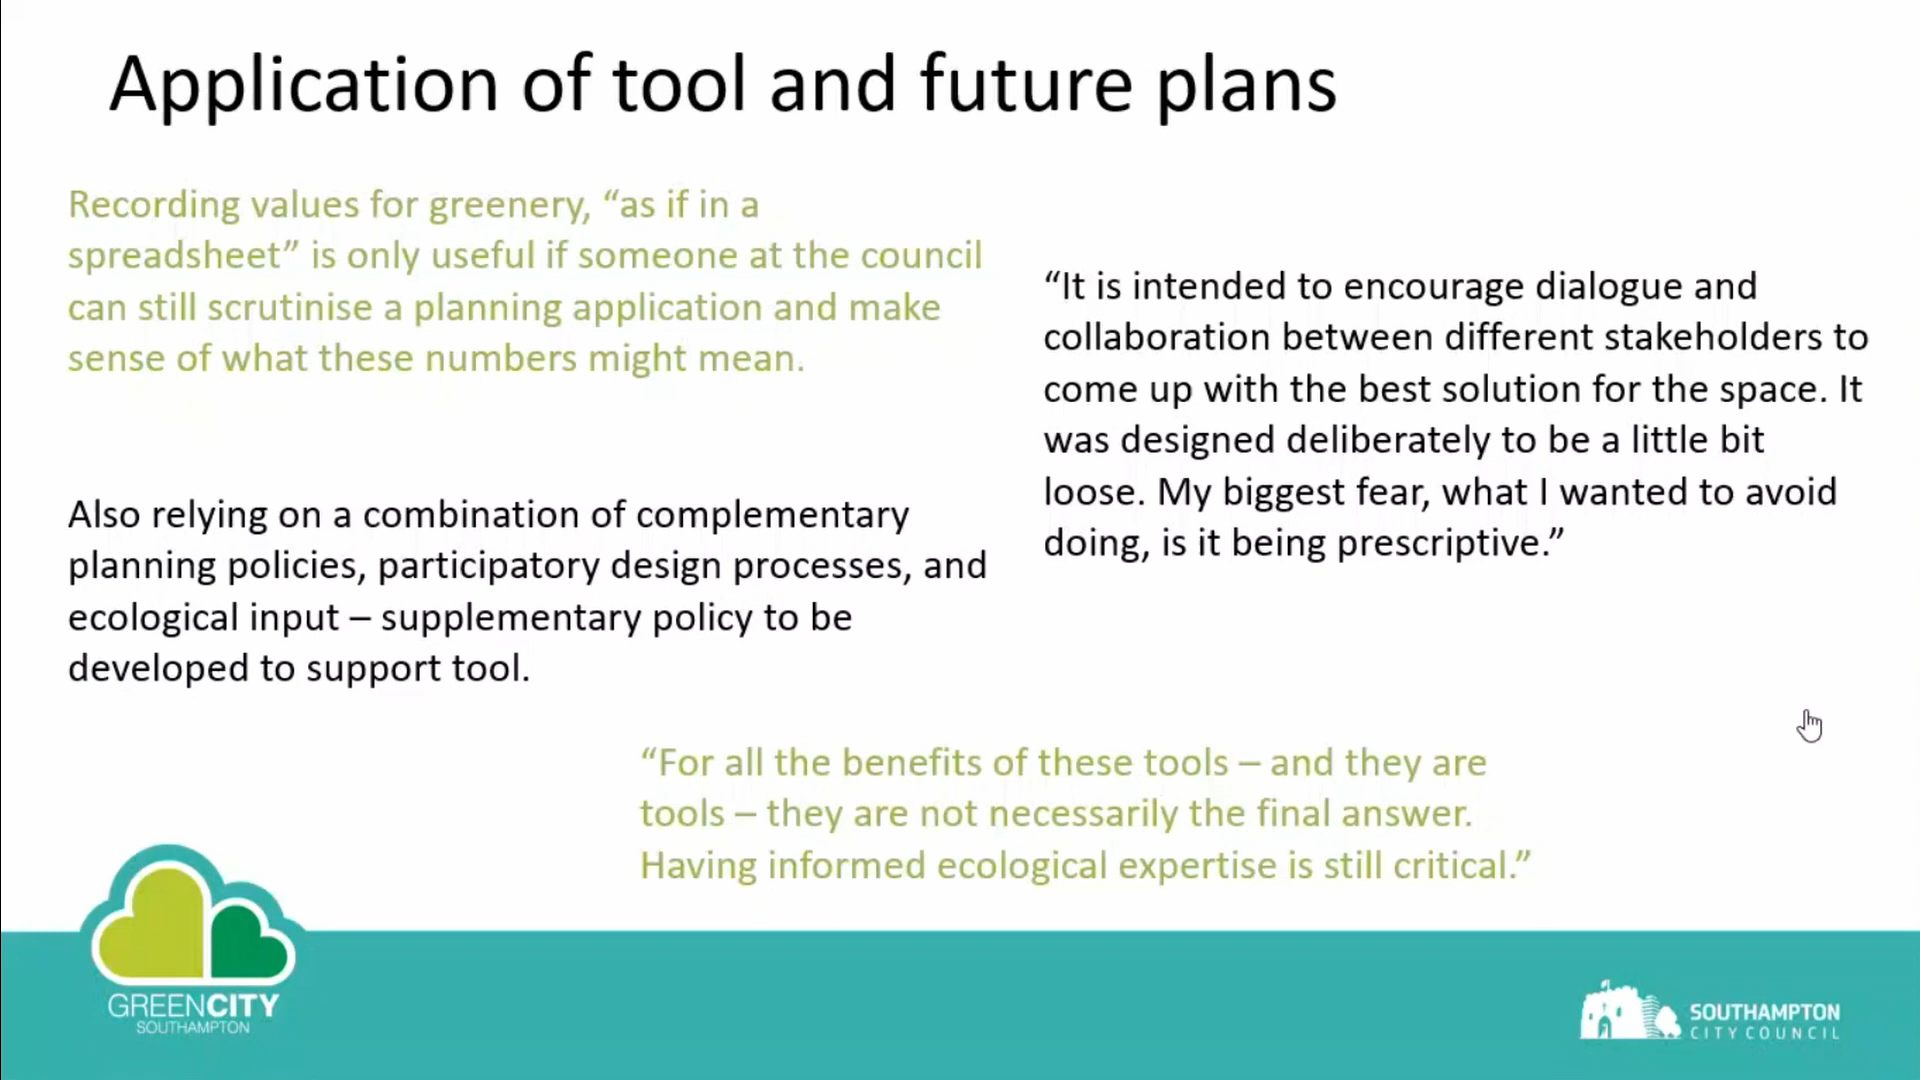 Application of tool and future plans
Recording values for greenery, “as if in a
spreadsheet” is only useful if someone at the council
can still scrutinise a planning application and make
sense of what these numbers might mean.
“It is intended to encourage dialogue and
collaboration between different stakeholders to
come up with the best solution for the space. It
was designed deliberately to be a little bit
loose. My biggest fear, what I wanted to avoid
doing, is it being prescriptive.”
Also relying on a combination of complementary
planning policies, participatory design processes, and
ecological input – supplementary policy to be
developed to support tool.
“For all the benefits of these tools – and they are
tools – they are not necessarily the final answer.
Having informed ecological expertise is still critical.”
GREENCITY
SOUTHAMPTON
SOUTHAMPTON
CITY COUNCIL